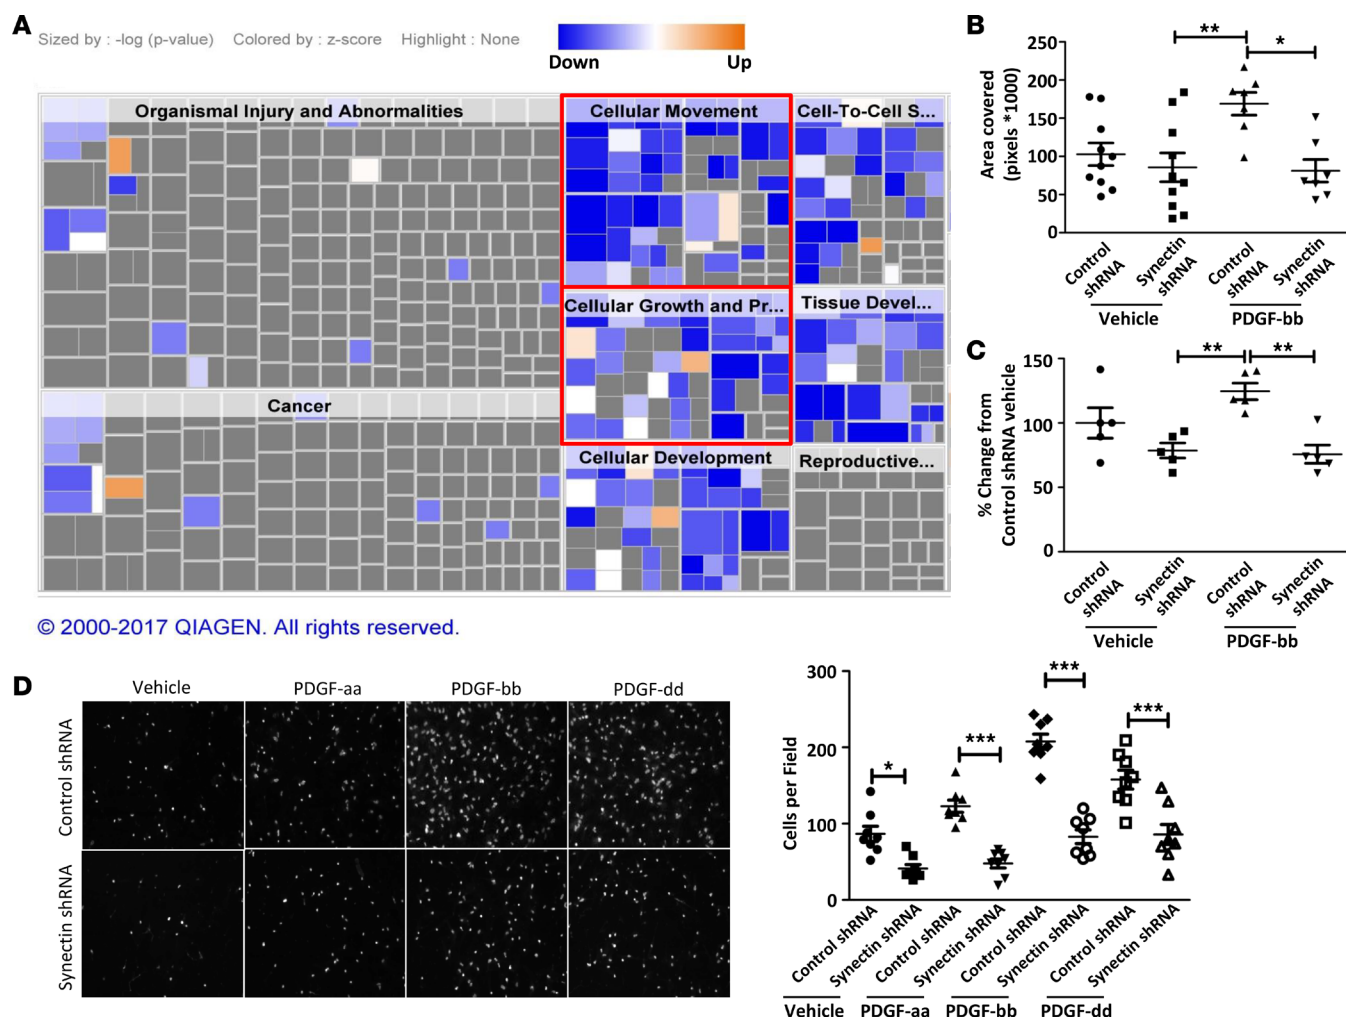 A
Sized by : -log (p-value) Colored by : z-score Highlight : None
Down Up
Organismal Injury and Abnormalities
Cellular Movement
Cell-To-Cell S...
Cellular Growth and Pr...
Tissue Devel...
Cancer
Cellular Development
Reproductive...
© 2000-2017 QIAGEN. All rights reserved.
B
Area covered
(pixels *1000)
250
200
150
100
50
0
**
*
Control
shRNA
Synectin
shRNA
Control
shRNA
Synectin
shRNA
Vehicle
PDGF-bb
C
% Change from
Control shRNA vehicle
150
100
50
0
**
**
Control
shRNA
Synectin
shRNA
Control
shRNA
Synectin
shRNA
Vehicle
PDGF-bb
D
Vehicle
PDGF-aa
PDGF-bb
PDGF-dd
Control shRNA
Synectin shRNA
Cells per Field
300
200
100
0
*
***
***
***
Control shRNA
Synectin shRNA
Control shRNA
Synectin shRNA
Control shRNA
Synectin shRNA
Control shRNA
Synectin shRNA
Vehicle
PDGF-aa
PDGF-bb
PDGF-dd